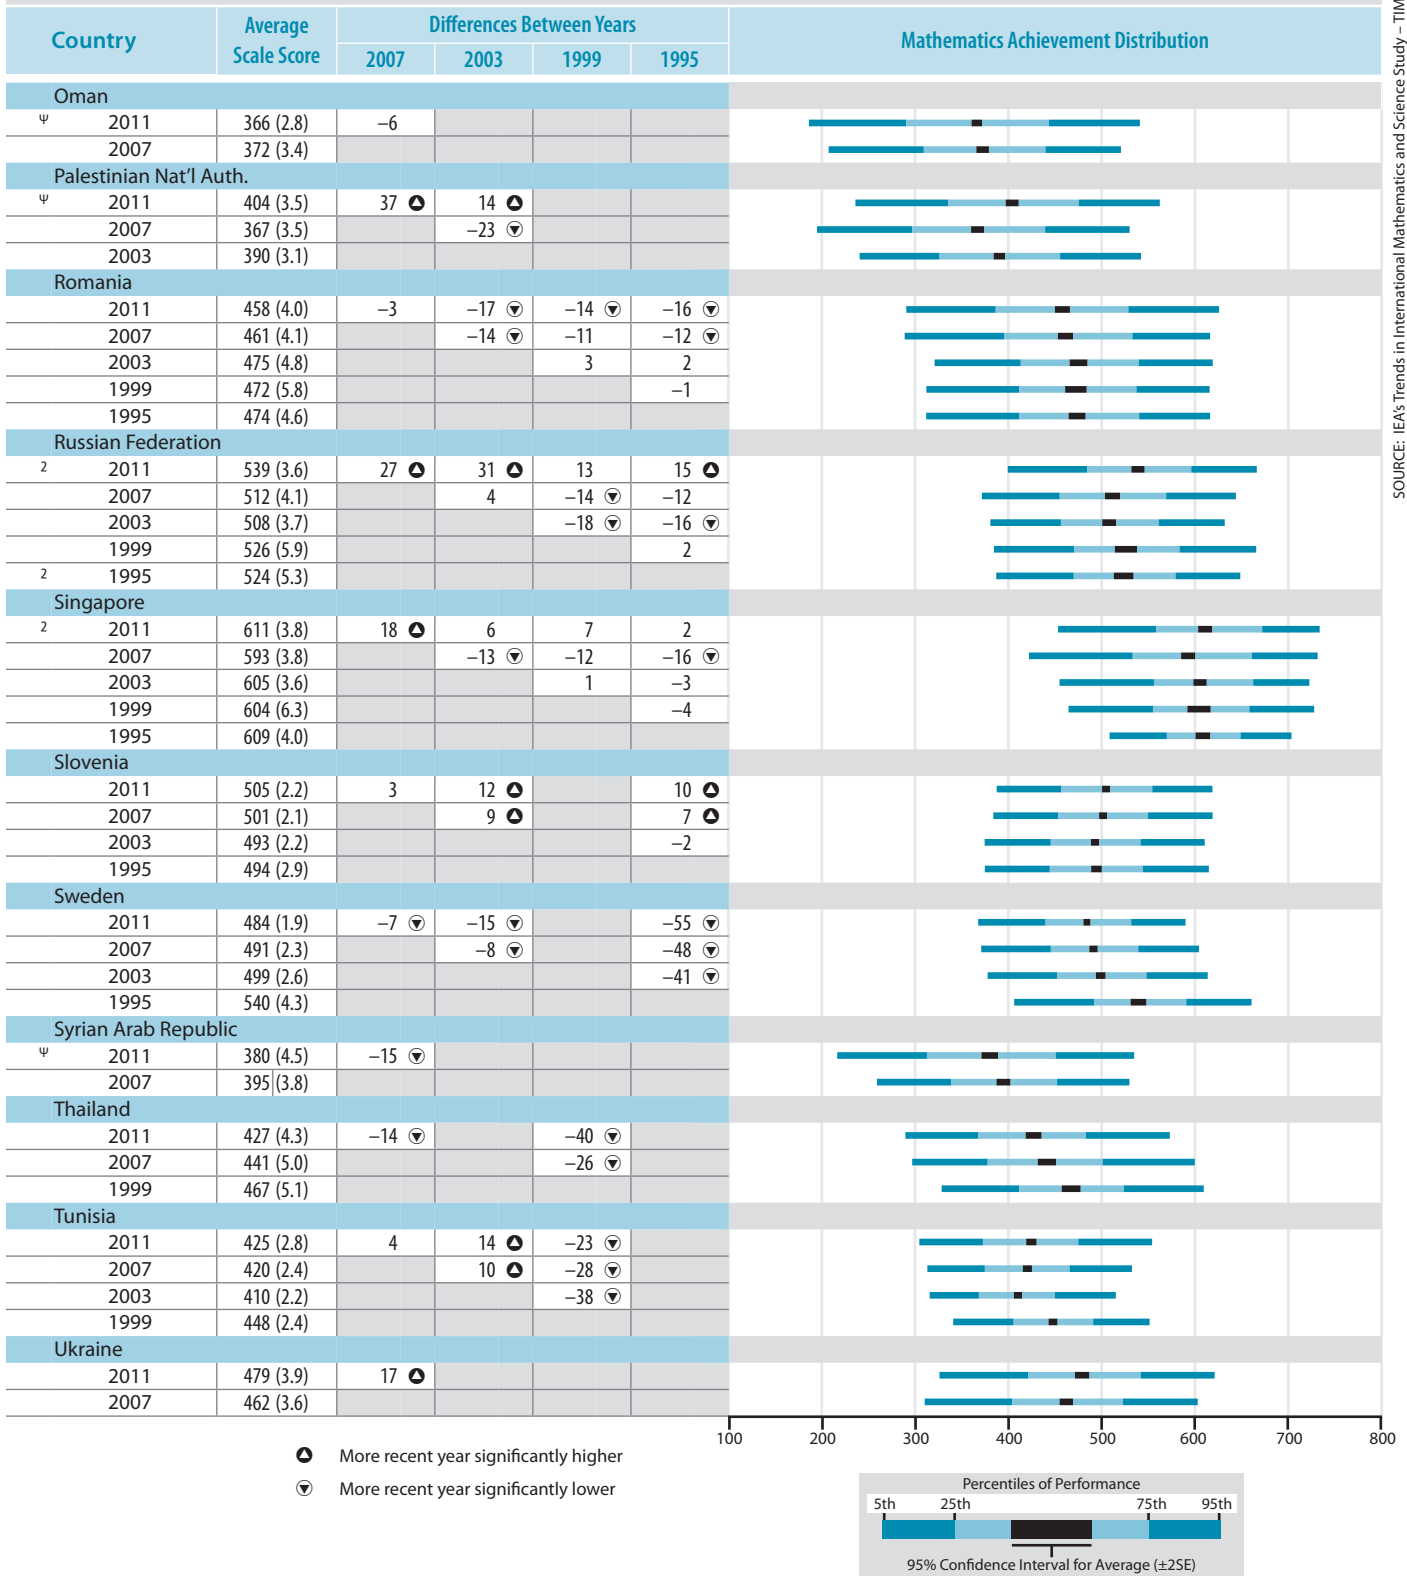 Country Average Scale Score Differences Between Years Mathematics Achievement Distribution
2007 2003 1999 1995
Oman
Ψ 2011 366 (2.8) –6
2007 372 (3.4)
Palestinian Nat’l Auth.
Ψ 2011 404 (3.5) 37 14
2007 367 (3.5) –23
2003 390 (3.1)
Romania
2011 458 (4.0) –3 –17 –14 –16
2007 461 (4.1) –14 –11 –12
2003 475 (4.8) 3 2
1999 472 (5.8) –1
1995 474 (4.6)
Russian Federation
2 2011 539 (3.6) 27 31 13 15
2007 512 (4.1) 4 –14 –12
2003 508 (3.7) –18 –16
1999 526 (5.9) 2
2 1995 524 (5.3)
Singapore
2 2011 611 (3.8) 18 6 7 2
2007 593 (3.8) –13 –12 –16
2003 605 (3.6) 1 –3
1999 604 (6.3) –4
1995 609 (4.0)
Slovenia
2011 505 (2.2) 3 12 10
2007 501 (2.1) 9 7
2003 493 (2.2) –2
1995 494 (2.9)
Sweden
2011 484 (1.9) –7 –15 –55
2007 491 (2.3) –8 –48
2003 499 (2.6) –41
1995 540 (4.3)
Syrian Arab Republic
Ψ 2011 380 (4.5) –15
2007 395 (3.8)
Thailand
2011 427 (4.3) –14 –40
2007 441 (5.0) –26
1999 467 (5.1)
Tunisia
2011 425 (2.8) 4 14 –23
2007 420 (2.4) 10 –28
2003 410 (2.2) –38
1999 448 (2.4)
Ukraine
2011 479 (3.9) 17
2007 462 (3.6)
100 200 300 400 500 600 700 800
More recent year significantly higher
More recent year significantly lower
Percentiles of Performance
5th 25th 75th 95th
95% Confidence Interval for Average (±2SE)
SOURCE: IEA’s Trends in International Mathematics and Science Study – TIM